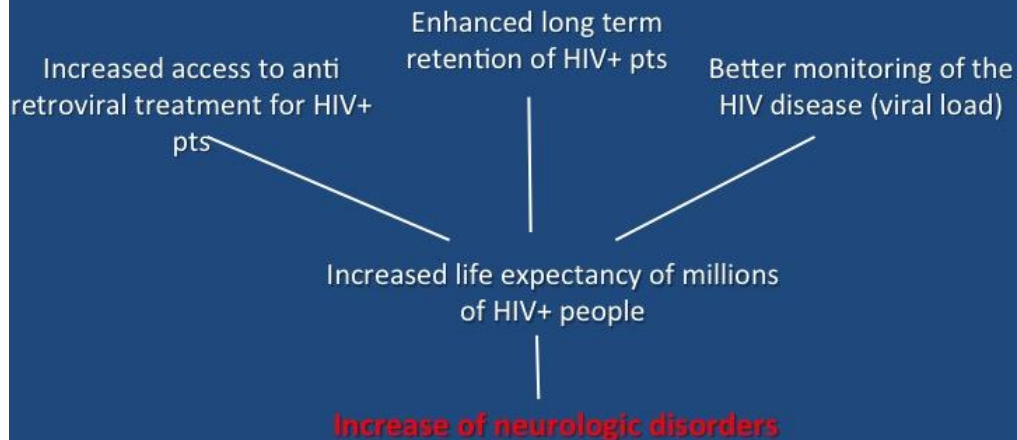 Increased access to anti
retroviral treatment for HIV+
pts
Enhanced long term
retention of HIV+ pts
Better monitoring of the
HIV disease (viral load)
Increased life expectancy of millions
of HIV+ people
Increase of neurologic disorders